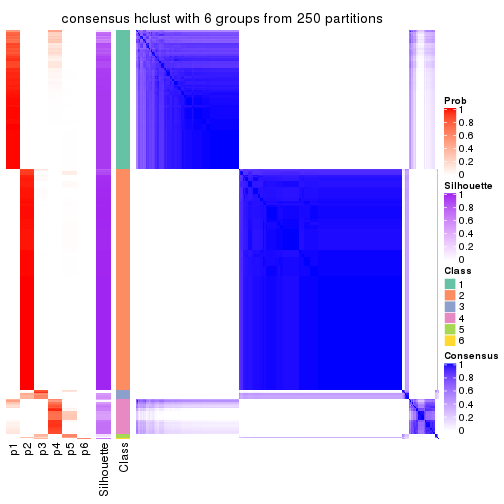 consensus hclust with 6 groups from 250 partitions
Prob
1
0.8
0.6
0.4
0.2
0
Silhouette
1
0.8
0.6
0.4
0.2
0
Class
1
2
3
4
5
6
Consensus
1
0.8
0.6
0.4
0.2
0
p1
p2
p3
p4
p5
p6
Silhouette
Class